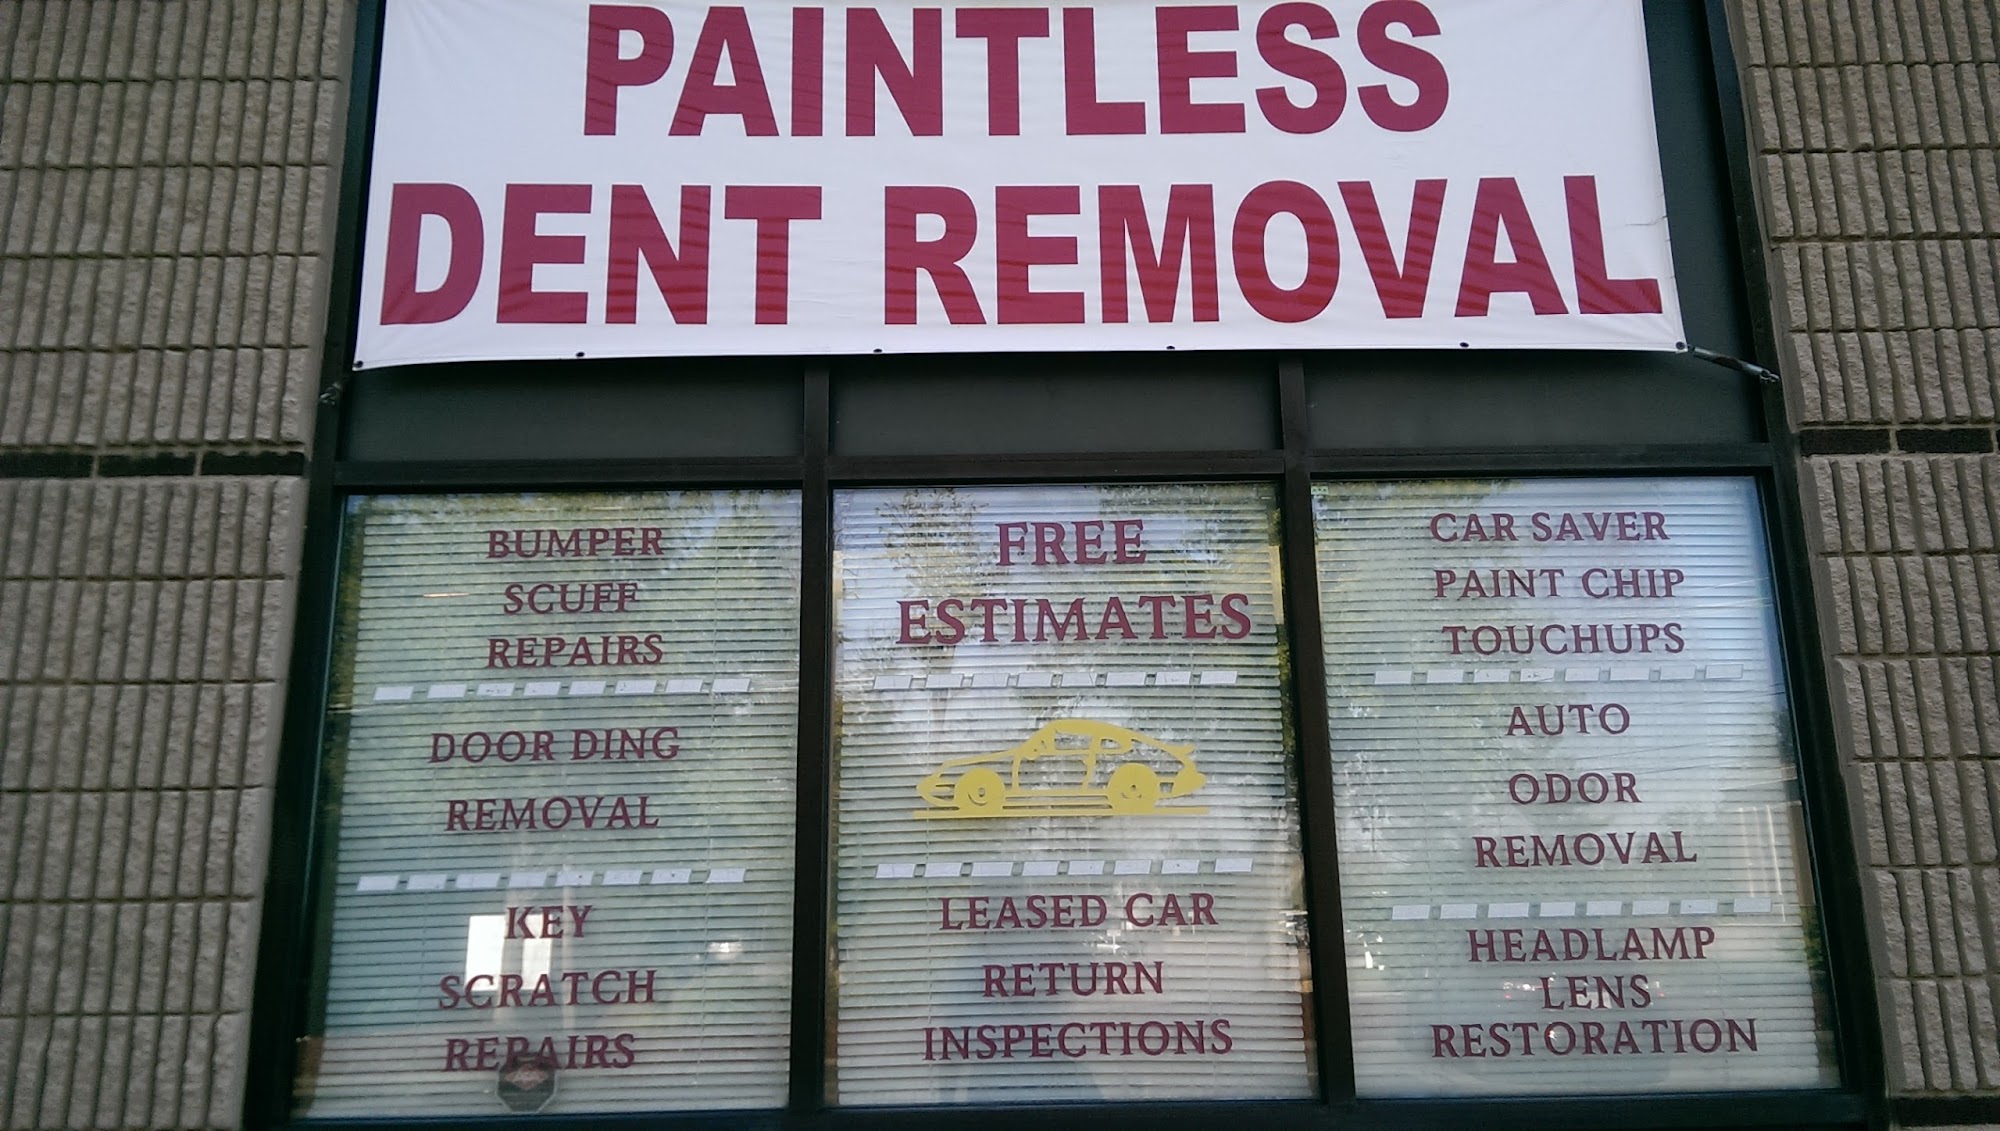 PAINTLESS
DENT REMOVAL
BUMPER
SCUFF
REPAIRS
DOOR DING
REMOVAL
KEY
SCRATCH
REPAIRS
FREE
ESTIMATES
LEASED CAR
RETURN
INSPECTIONS
CAR SAVER
PAINT CHIP
TOUCHUPS
AUTO
ODOR
REMOVAL
HEADLAMP
LENS
RESTORATION